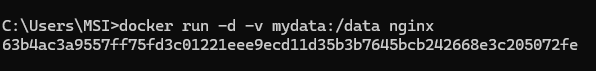 C:\Users\MSI>docker run -d -v mydata:/data nginx
63b4ac3a9557ff75fd3c01221eee9ecd11d35b3b7645bcb242668e3c205072fe